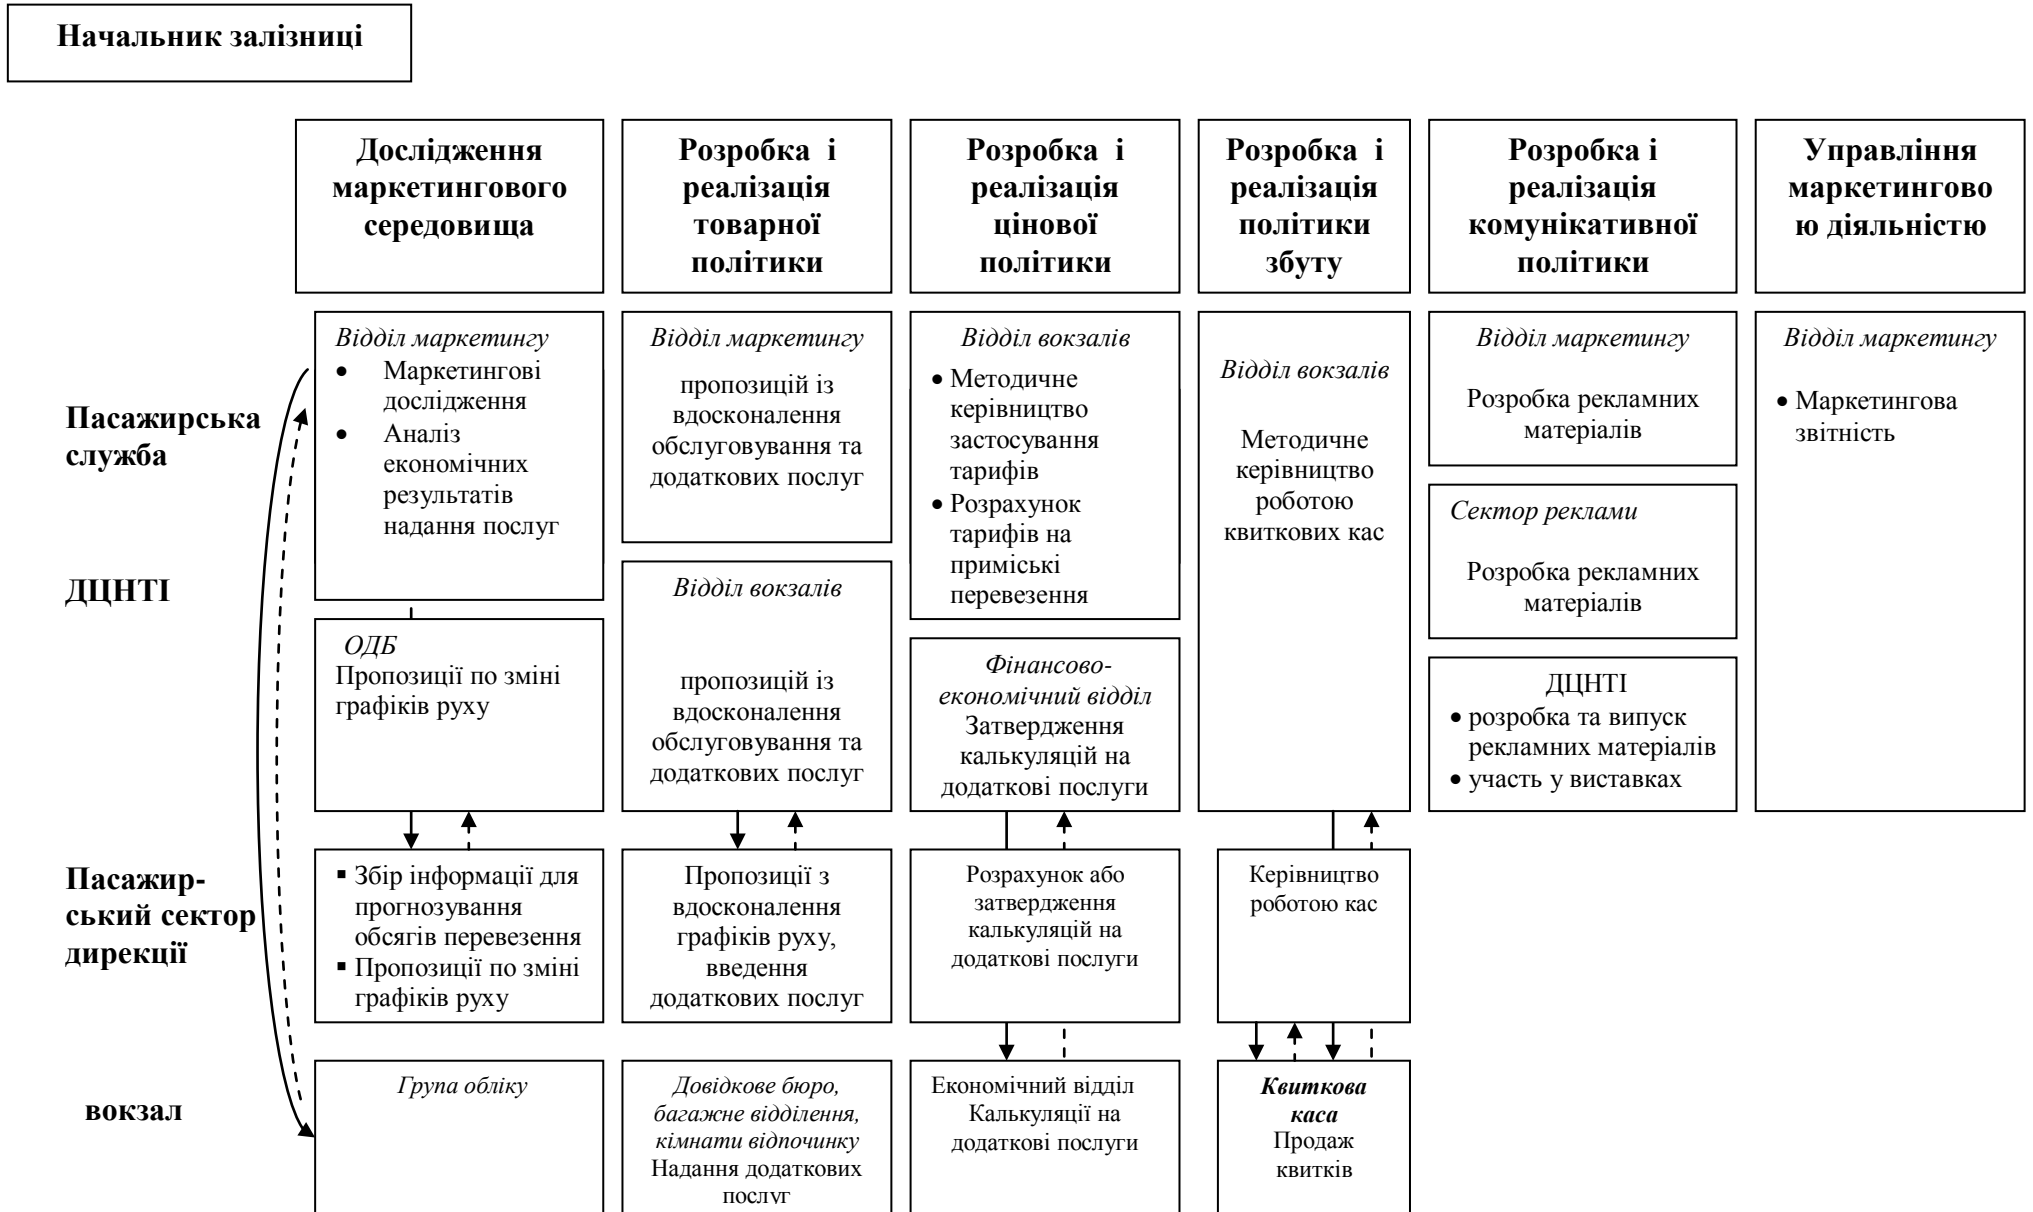 Начальник залізниці
Дослідження
маркетингового
середовища
Розробка і
реалізація
товарної
політики
Розробка і
реалізація
цінової
політики
Розробка і
реалізація
політики
збуту
Розробка і
реалізація
комунікативної
політики
Управління
маркетингово
ю діяльністю
Пасажирська
служба
ДЦНТІ
Відділ маркетингу
• Маркетингові
дослідження
• Аналіз
економічних
результатів
надання послуг
ОДБ
Пропозиції по зміні
графіків руху
Відділ маркетингу
пропозицій із
вдосконалення
обслуговування та
додаткових послуг
Відділ вокзалів
пропозицій із
вдосконалення
обслуговування та
додаткових послуг
Відділ вокзалів
• Методичне
керівництво
застосування
тарифів
• Розрахунок
тарифів на
приміські
перевезення
Фінансово-
економічний відділ
Затвердження
калькуляцій на
додаткові послуги
Відділ вокзалів
Методичне
керівництво
роботою
квиткових кас
Відділ маркетингу
Розробка рекламних
матеріалів
Сектор реклами
Розробка рекламних
матеріалів
ДЦНТІ
• розробка та випуск
рекламних матеріалів
• участь у виставках
Відділ маркетингу
• Маркетингова
звітність
Пасажир-
ський сектор
дирекції
▪ Збір інформації для
прогнозування
обсягів перевезення
▪ Пропозиції по зміні
графіків руху
Пропозиції з
вдосконалення
графіків руху,
введення
додаткових послуг
Розрахунок або
затвердження
калькуляцій на
додаткові послуги
Керівництво
роботою кас
вокзал
Група обліку
Довідкове бюро,
багажне відділення,
кімнати відпочинку
Надання додаткових
послуг
Економічний відділ
Калькуляції на
додаткові послуги
Квиткова
каса
Продаж
квитків